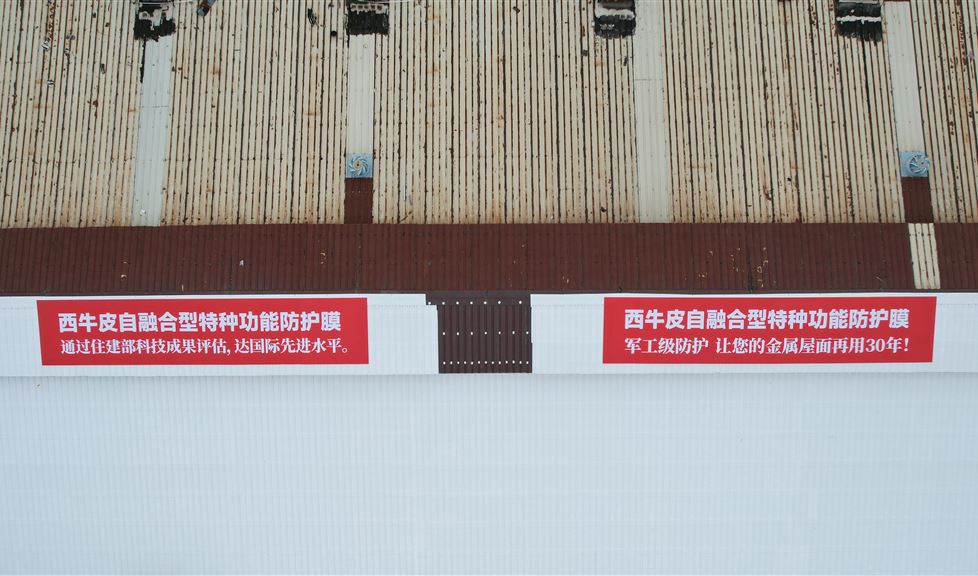 西牛皮自融合型特种功能防护膜
通过住建部科技成果评估,达国际先进水平。
西牛皮自融合型特种功能防护膜
军工级防护 让您的金属屋面再用30年!